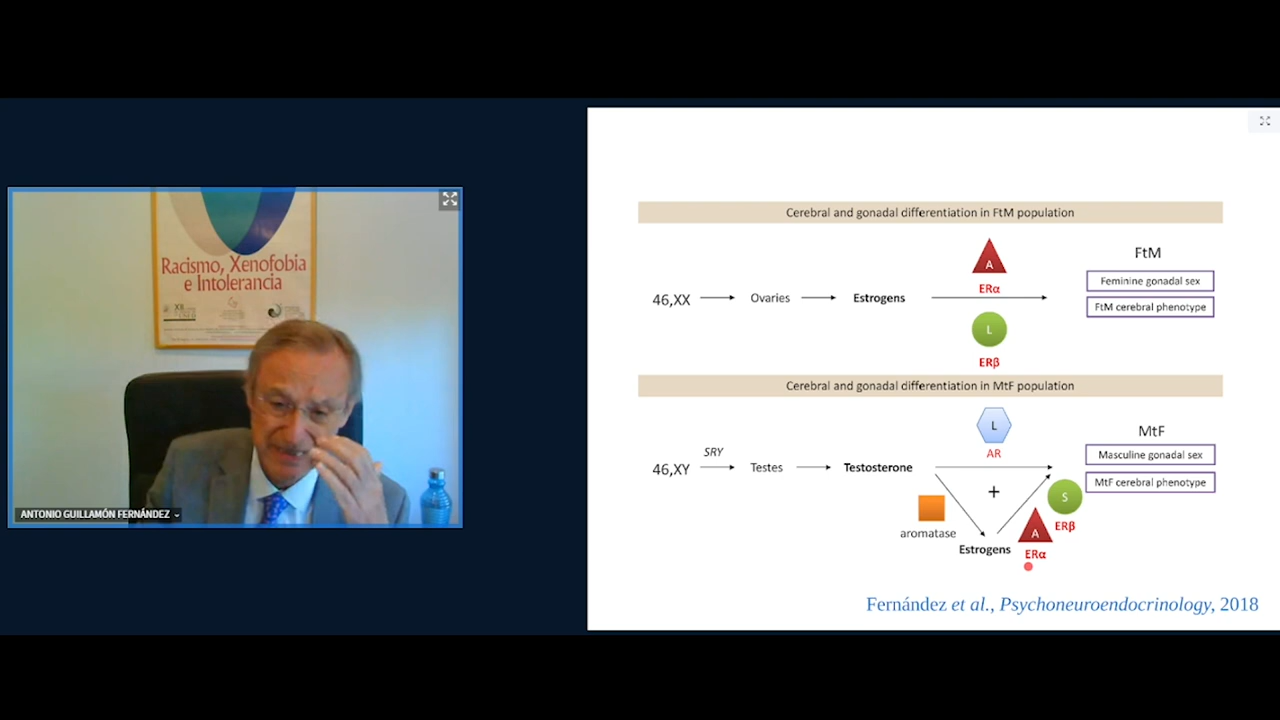 Racismo, Xenofobia
e Intolerancia
XII
ANTONIO GUILLAMÓN FERNÁNDEZ
Cerebral and gonadal differentiation in FtM population
A
ERα
46,XX
Ovaries
Estrogens
L
ERβ
FtM
Feminine gonadal sex
FtM cerebral phenotype
Cerebral and gonadal differentiation in MtF population
L
AR
46,XY
SRY
Testes
Testosterone
+
aromatase
Estrogens
A
ERα
S
ERβ
MtF
Masculine gonadal sex
MtF cerebral phenotype
Fernández et al., Psychoneuroendocrinology, 2018